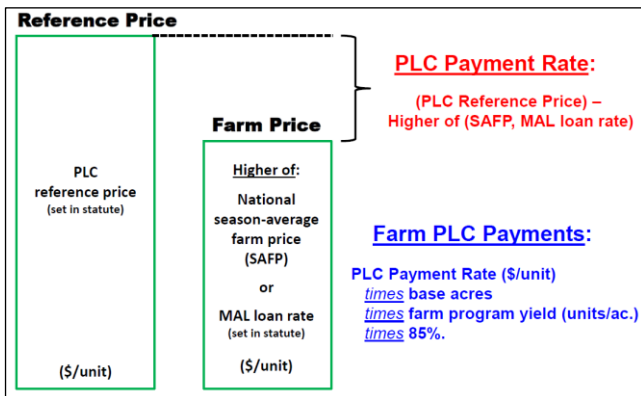 Reference Price
PLC
reference price
(set in statute)
($/unit)
Farm Price
Higher of:
National
season-average
farm price
(SAFP)
or
MAL loan rate
(set in statute)
($/unit)
PLC Payment Rate:
(PLC Reference Price) –
Higher of (SAFP, MAL loan rate)
Farm PLC Payments:
PLC Payment Rate ($/unit)
times base acres
times farm program yield (units/ac.)
times 85%.